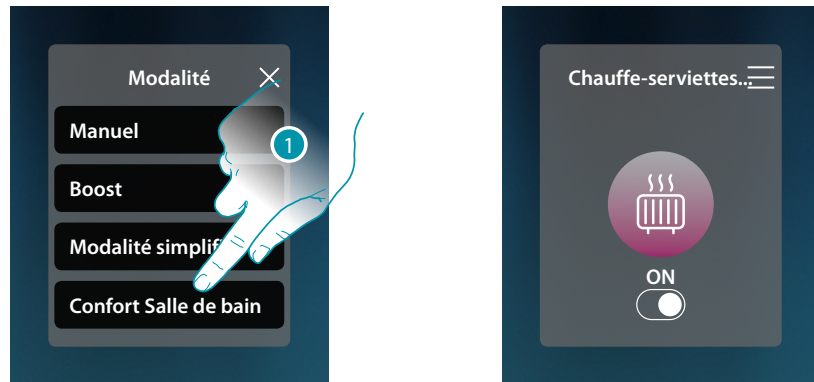 Modalité
Manuel
1
Boost
Modalité simplifi
Confort Salle de bain
Chauffe-serviettes...
ON